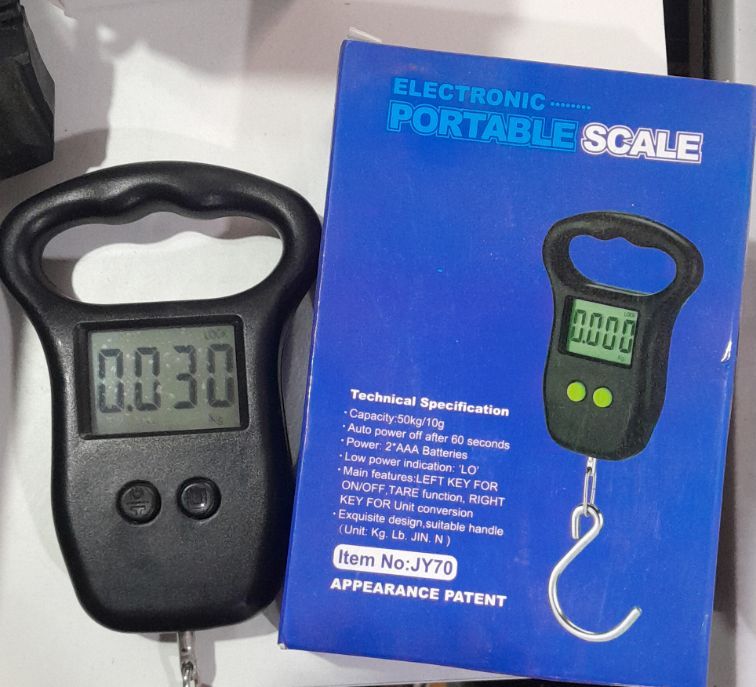 ELECTRONIC
PORTABLE SCALE
LOCK
0.030
Kg
LOCK
0.000
Kg
Technical Specification
· Capacity:50kg/10g
· Auto power off after 60 seconds
· Power: 2*AAA Batteries
· Low power indication: 'LO'
· Main features:LEFT KEY FOR
ON/OFF,TARE function, RIGHT
KEY FOR Unit conversion
· Exquisite design,suitable handle
(Unit: Kg. Lb. JIN. N )
Item No:JY70
APPEARANCE PATENT